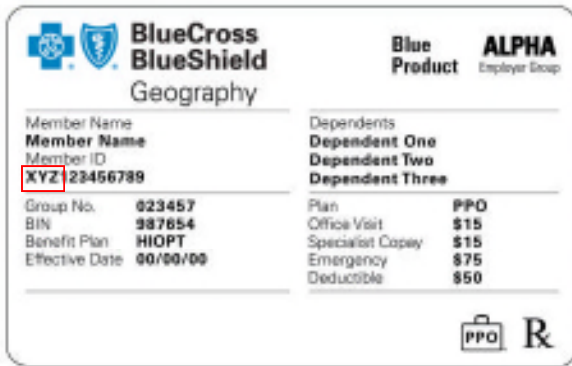 BlueCross
BlueShield
Geography
Blue
Product
ALPHA
Employer Group
Member Name
Member Name
Member ID
XYZ123456789
Dependents
Dependent One
Dependent Two
Dependent Three
Group No. 023457
BIN 987654
Benefit Plan HIOPT
Effective Date 00/00/00
Plan PPO
Office Visit $15
Specialist Copay $15
Emergency $75
Deductible $50
PPO
Rx